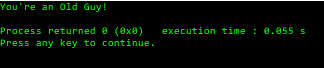 You're an Old Guy!
Process returned 0 (0x0)   execution time : 0.055 s
Press any key to continue.